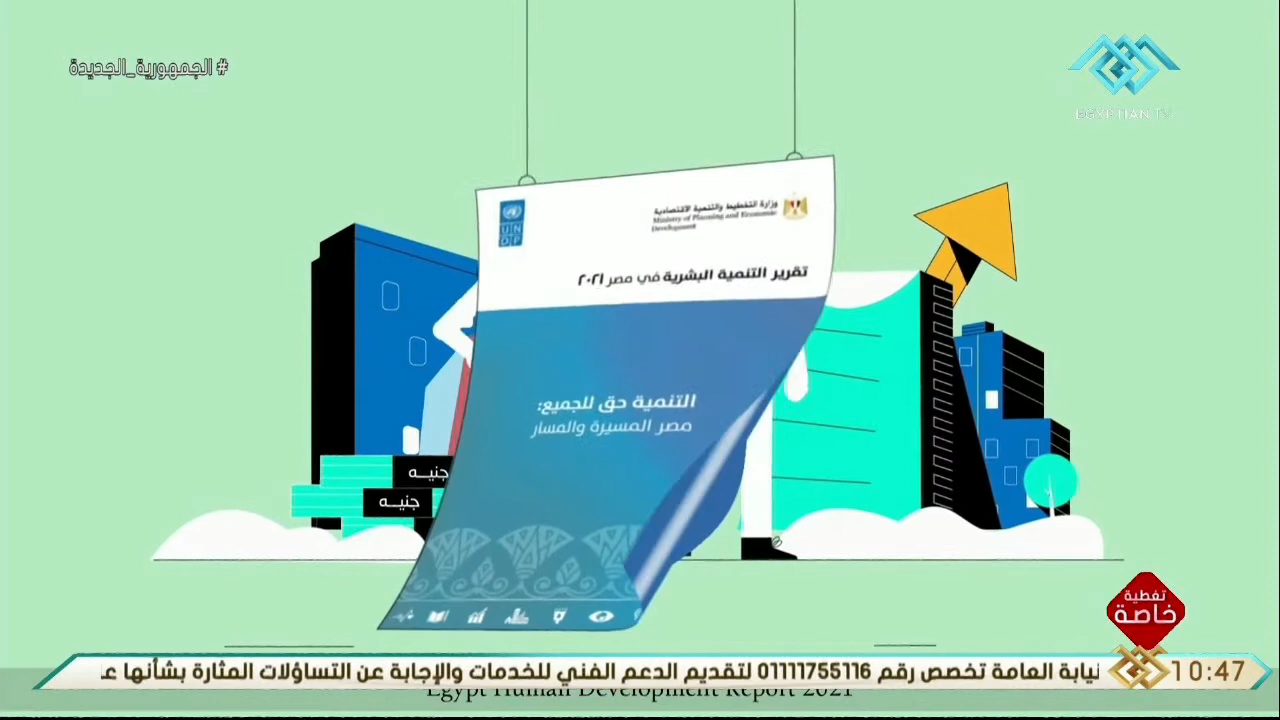 # الجمهورية_الجديدة
EGYPTIAN TV
UN
DP
وزارة التخطيط والتنمية الاقتصادية
Ministry of Planning and Economic
Development
تقرير التنمية البشرية في مصر ٢٠٢١
التنمية حق للجميع:
مصر المسيرة والمسار
جنيه
جنيه
تغطية
خاصة
العامة تخصص رقم 01111755116 لتقديم الدعم الفني للخدمات والإجابة عن التساؤلات المثارة بشأنها
10:47
Egypt Human Development Report 2021